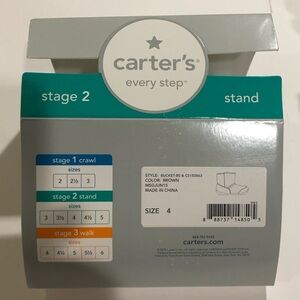 carter's®
every step™
stage 2
stand
stage 1 crawl
sizes
2 2½ 3
stage 2 stand
sizes
3 3½ 4 4½ 5
stage 3 walk
sizes
4 4½ 5 5½ 6
COLOR: BROWN
MADE IN CHINA
SIZE 4
carters.com